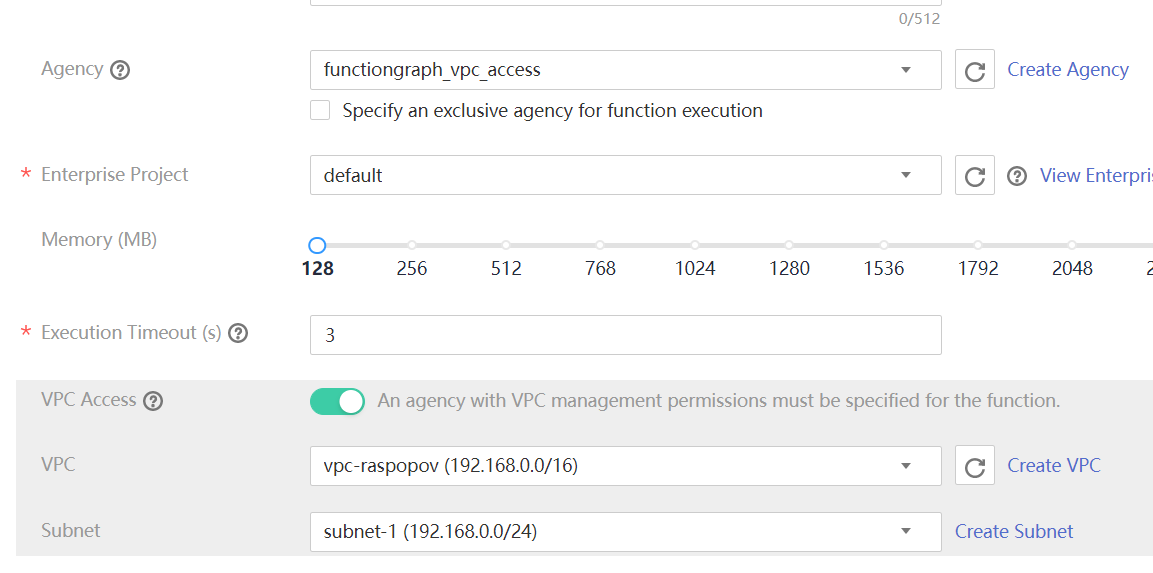 0/512
Agency ? functiongraph_vpc_access Create Agency
Specify an exclusive agency for function execution
* Enterprise Project default ? View Enterpris
Memory (MB)
128 256 512 768 1024 1280 1536 1792 2048 2
* Execution Timeout (s) ? 3
VPC Access ? An agency with VPC management permissions must be specified for the function.
VPC vpc-raspopov (192.168.0.0/16) Create VPC
Subnet subnet-1 (192.168.0.0/24) Create Subnet